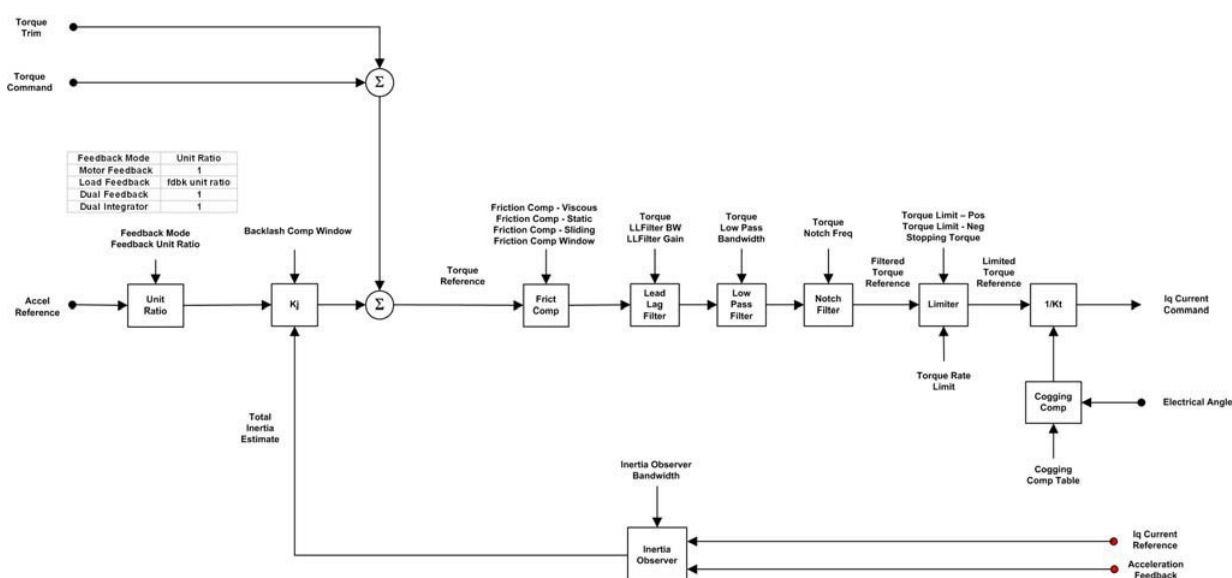 Torque
Trim
Torque
Command
Σ
Feedback Mode Unit Ratio
Motor Feedback 1
Load Feedback fdbk unit ratio
Dual Feedback 1
Dual Integrator 1
Feedback Mode
Feedback Unit Ratio
Backlash Comp Window
Friction Comp - Viscous
Friction Comp - Static
Friction Comp - Sliding
Friction Comp Window
Torque
LLFilter BW
LLFilter Gain
Torque
Low Pass
Bandwidth
Torque
Notch Freq
Torque Limit – Pos
Torque Limit - Neg
Stopping Torque
Accel
Reference
Unit
Ratio
Kj
Σ
Torque
Reference
Frict
Comp
Lead
Lag
Filter
Low
Pass
Filter
Notch
Filter
Filtered
Torque
Reference
Limiter
Limited
Torque
Reference
1/Kt
Iq Current
Command
Torque Rate
Limit
Cogging
Comp
Electrical Angle
Cogging
Comp Table
Total
Inertia
Estimate
Inertia Observer
Bandwidth
Inertia
Observer
Iq Current
Reference
Acceleration
Feedback